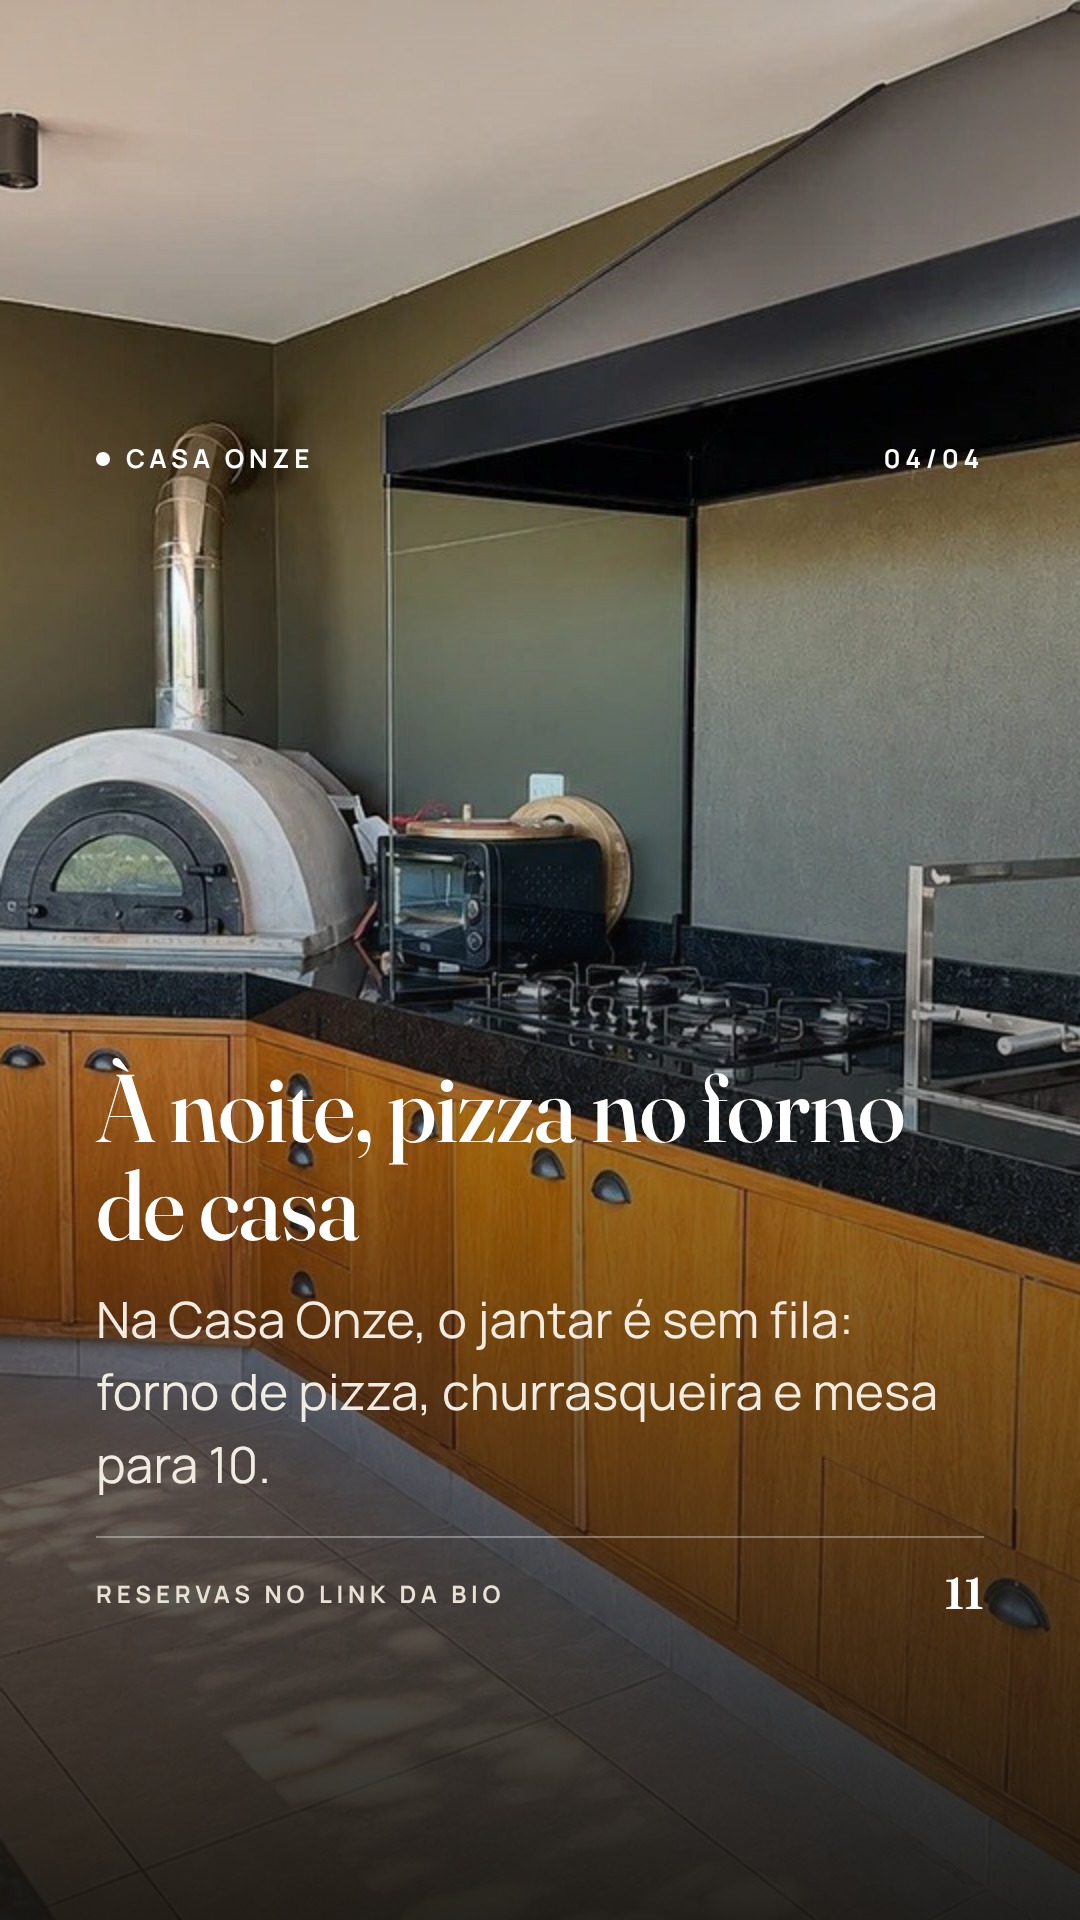 CASA ONZE
04/04
À noite, pizza no forno
de casa
Na Casa Onze, o jantar é sem fila:
forno de pizza, churrasqueira e mesa
para 10.
RESERVAS NO LINK DA BIO
11